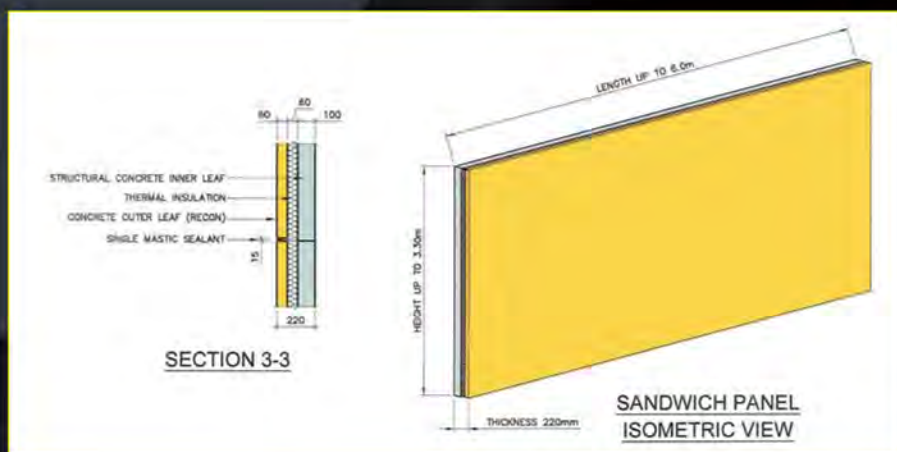 60
60
100
STRUCTURAL CONCRETE INNER LEAF
THERMAL INSULATION
CONCRETE OUTER LEAF (RECON)
SINGLE MASTIC SEALANT
15
220
SECTION 3-3
LENGTH UP TO 6.0m
HEIGHT UP TO 3.30m
THICKNESS 220mm
SANDWICH PANEL
ISOMETRIC VIEW